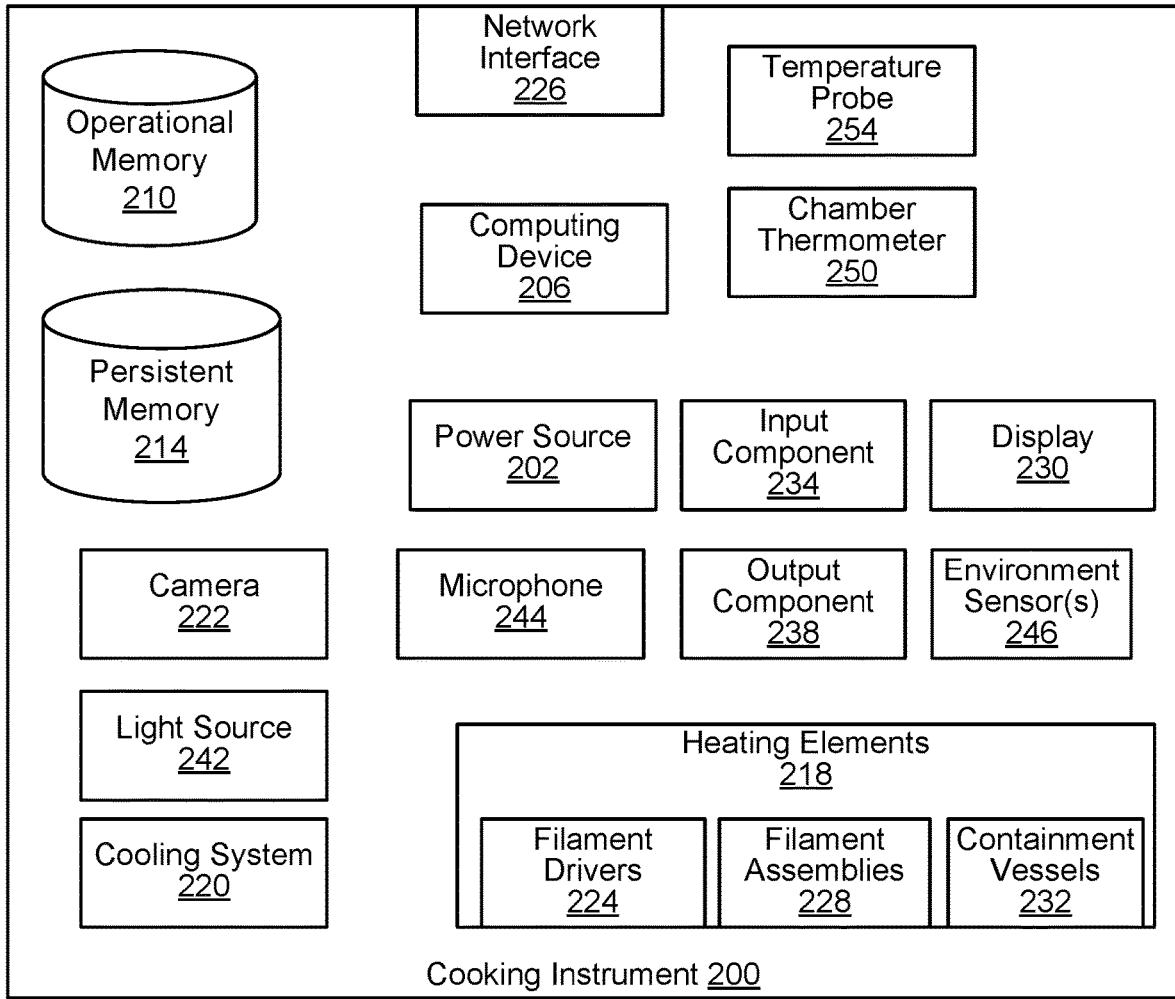 Network
Interface
226
Temperature
Probe
254
Operational
Memory
210
Computing
Device
206
Chamber
Thermometer
250
Persistent
Memory
214
Power Source
202
Input
Component
234
Display
230
Camera
222
Microphone
244
Output
Component
238
Environment
Sensor(s)
246
Light Source
242
Heating Elements
218
Cooling System
220
Filament
Drivers
224
Filament
Assemblies
228
Containment
Vessels
232
Cooking Instrument 200